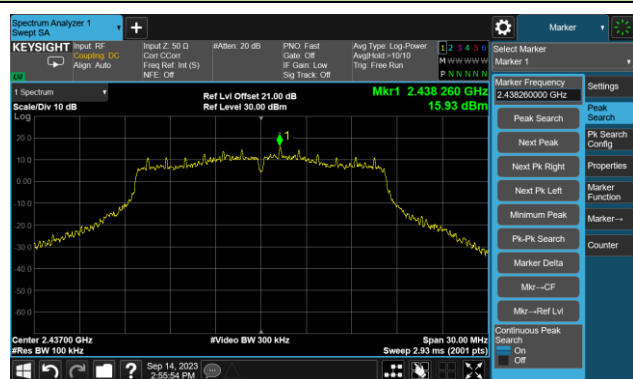 Spectrum Analyzer 1
Swept SA
Marker
KEYSIGHT
Input: RF
Coupling: DC
Align: Auto
Input Z: 50 Ω
Corr CCorr
Freq Ref: Int (S)
NFE: Off
#Atten: 20 dB
PNO: Fast
Gate: Off
IF Gain: Low
Sig Track: Off
Avg Type: Log-Power
Avg|Hold:>10/10
Trig: Free Run
1 2 3 4 5 6
M W W W W W
P N N N N N
LXI
1 Spectrum
Scale/Div 10 dB
Log
Ref Lvl Offset 21.00 dB
Ref Level 30.00 dBm
Mkr1 2.438 260 GHz
15.93 dBm
1
20.0
10.0
0.00
-10.0
-20.0
-30.0
-40.0
-50.0
-60.0
Center 2.43700 GHz
#Res BW 100 kHz
#Video BW 300 kHz
Span 30.00 MHz
Sweep 2.93 ms (2001 pts)
Select Marker
Marker 1
Marker Frequency
2.438260000 GHz
Peak Search
Next Peak
Next Pk Right
Next Pk Left
Minimum Peak
Pk-Pk Search
Marker Delta
Mkr→CF
Mkr→Ref Lvl
Continuous Peak
Search
On
Off
Settings
Peak
Search
Pk Search
Config
Properties
Marker
Function
Marker→
Counter
?
Sep 14, 2023
2:55:54 PM